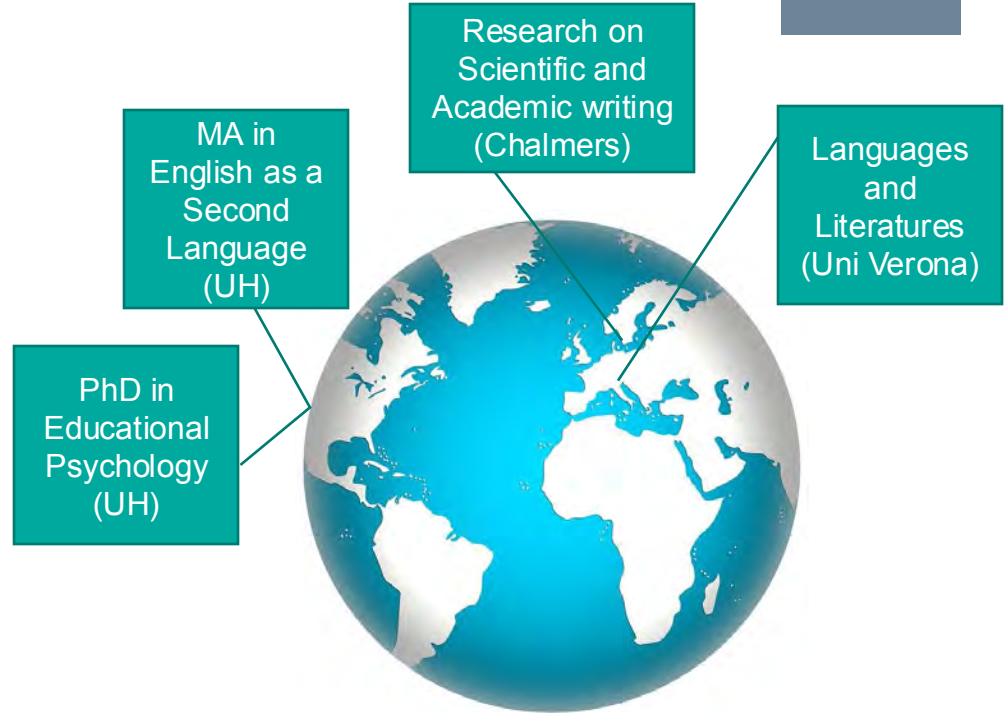 Research on
Scientific and
Academic writing
(Chalmers)
MA in
English as a
Second
Language
(UH)
Languages
and
Literatures
(Uni Verona)
PhD in
Educational
Psychology
(UH)